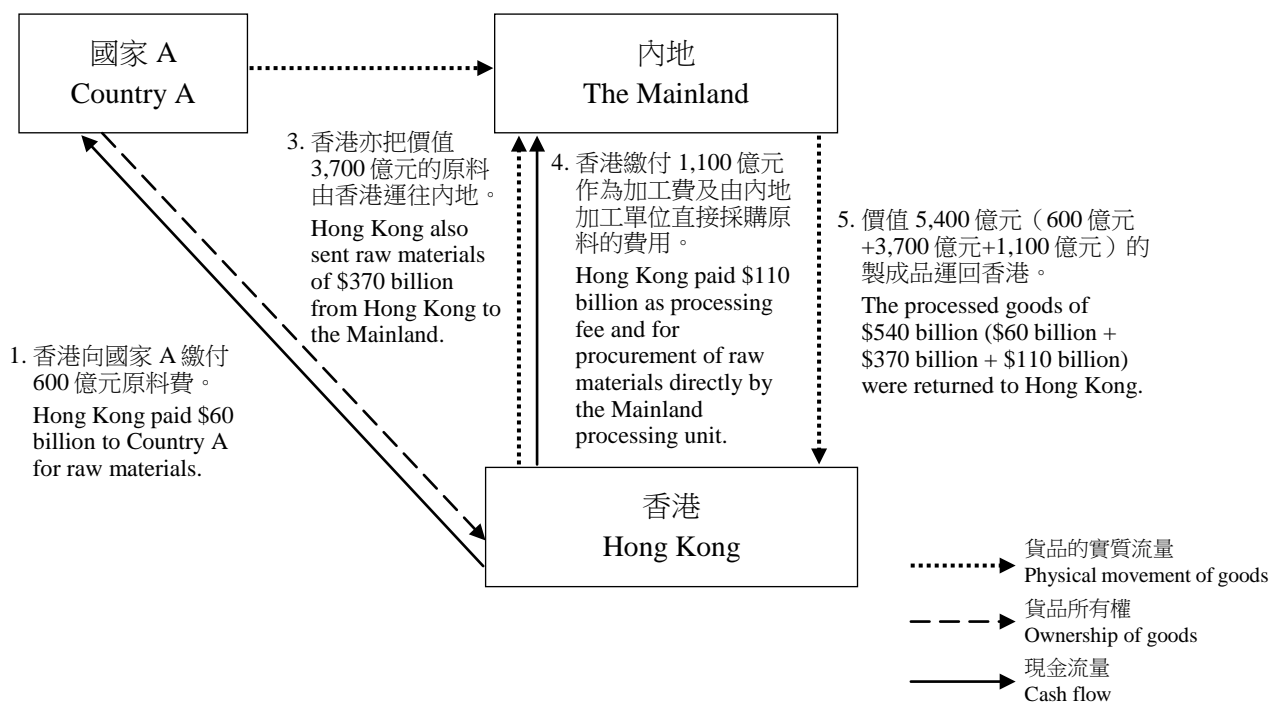 國家 A
Country A
內地
The Mainland
3. 香港亦把價值
3,700 億元的原料
由香港運往內地。
Hong Kong also
sent raw materials
of $370 billion
from Hong Kong to
the Mainland.
4. 香港繳付 1,100 億元
作為加工費及由內地
加工單位直接採購原
料的費用。
Hong Kong paid $110
billion as processing
fee and for
procurement of raw
materials directly by
the Mainland
processing unit.
5. 價值 5,400 億元（600 億元
+3,700 億元+1,100 億元）的
製成品運回香港。
The processed goods of
$540 billion ($60 billion +
$370 billion + $110 billion)
were returned to Hong Kong.
1. 香港向國家 A 繳付
600 億元原料費。
Hong Kong paid $60
billion to Country A
for raw materials.
香港
Hong Kong
貨品的實質流量
Physical movement of goods
貨品所有權
Ownership of goods
現金流量
Cash flow